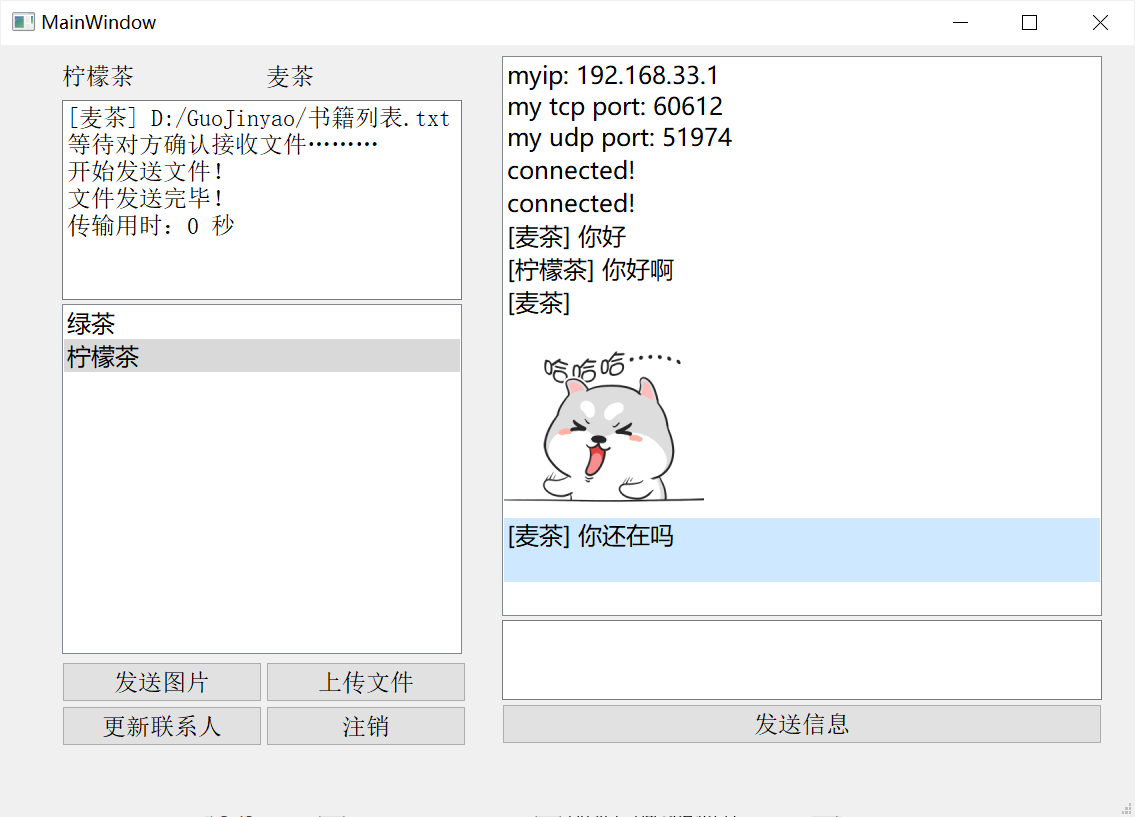 MainWindow
柠檬茶
麦茶
[麦茶] D:/GuoJinyao/书籍列表.txt
等待对方确认接收文件………
开始发送文件！
文件发送完毕！
传输用时：0 秒
绿茶
柠檬茶
发送图片
上传文件
更新联系人
注销
myip: 192.168.33.1
my tcp port: 60612
my udp port: 51974
connected!
connected!
[麦茶] 你好
[柠檬茶] 你好啊
[麦茶]
哈哈哈······
[麦茶] 你还在吗
发送信息